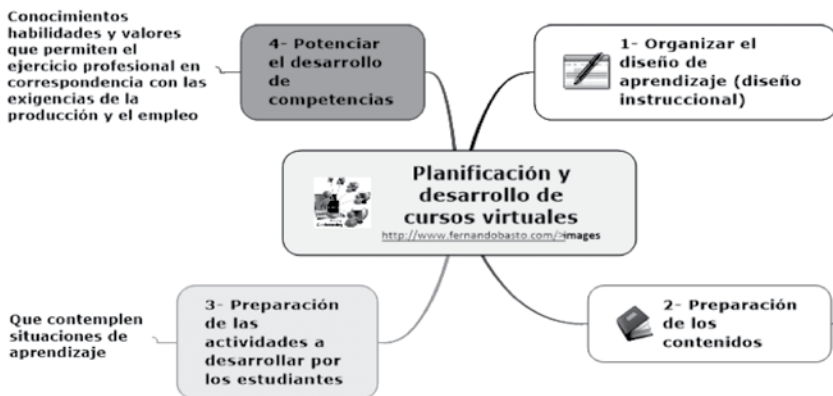 Conocimientos
habilidades y valores
que permiten el
ejercicio profesional en
correspondencia con las
exigencias de la
producción y el empleo
4- Potenciar
el desarrollo
de
competencias
1- Organizar el
diseño de
aprendizaje (diseño
instruccional)
Planificación y
desarrollo de
cursos virtuales
http://www.fernandobasto.com/>images
Que contemplen
situaciones de
aprendizaje
3- Preparación
de las
actividades a
desarrollar por
los estudiantes
2- Preparación
de los
contenidos